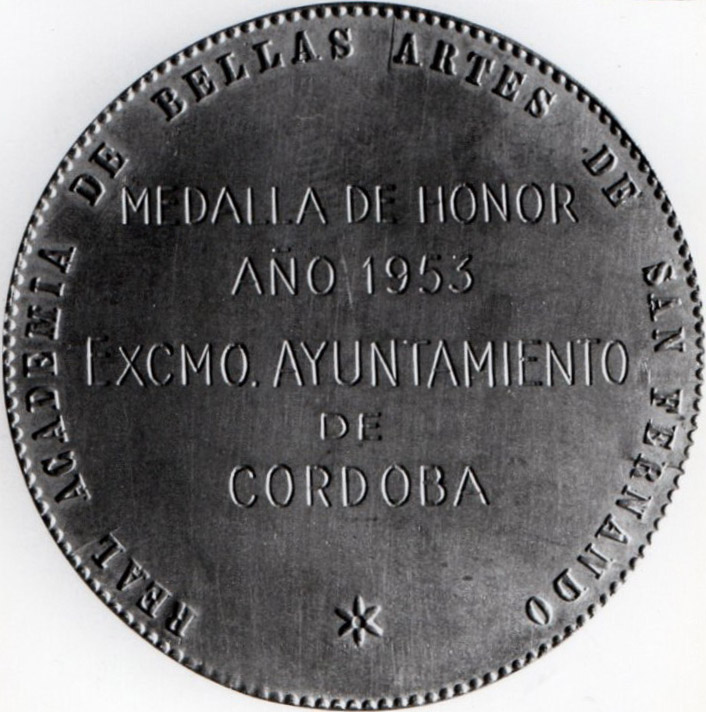 REAL ACADEMIA DE BELLAS ARTES DE SAN FERNANDO
MEDALLA DE HONOR
AÑO 1953
EXCMO. AYUNTAMIENTO
DE
CORDOBA